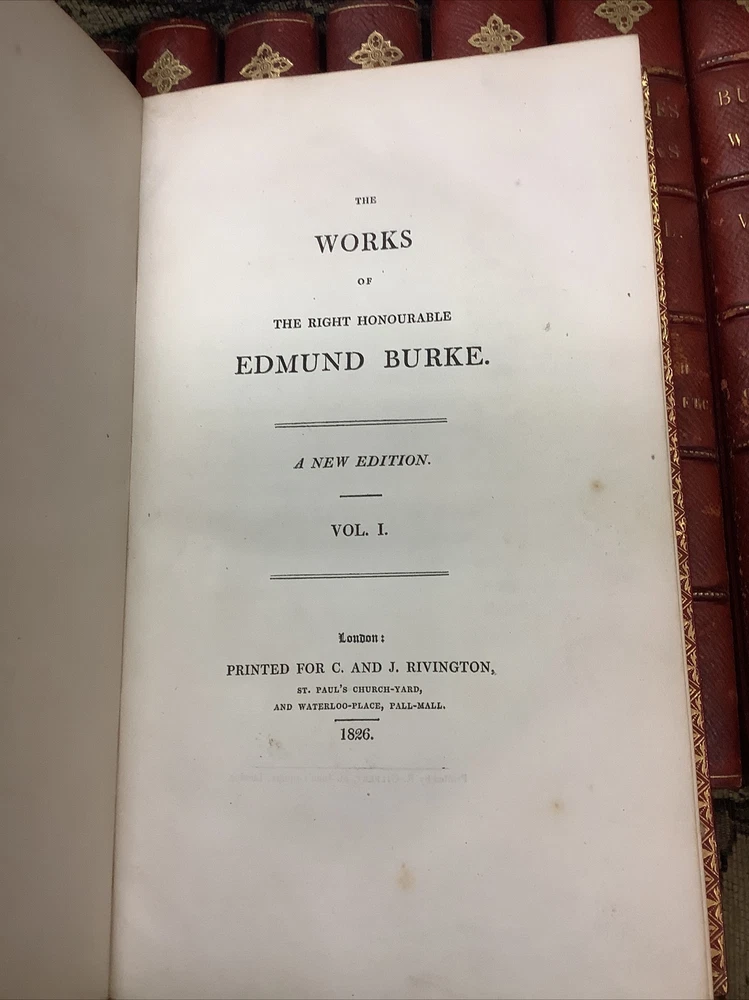 THE
WORKS
OF
THE RIGHT HONOURABLE
EDMUND BURKE.
A NEW EDITION.
VOL. I.
London:
PRINTED FOR C. AND J. RIVINGTON,
ST. PAUL'S CHURCH-YARD,
AND WATERLOO-PLACE, PALL-MALL.
1826.